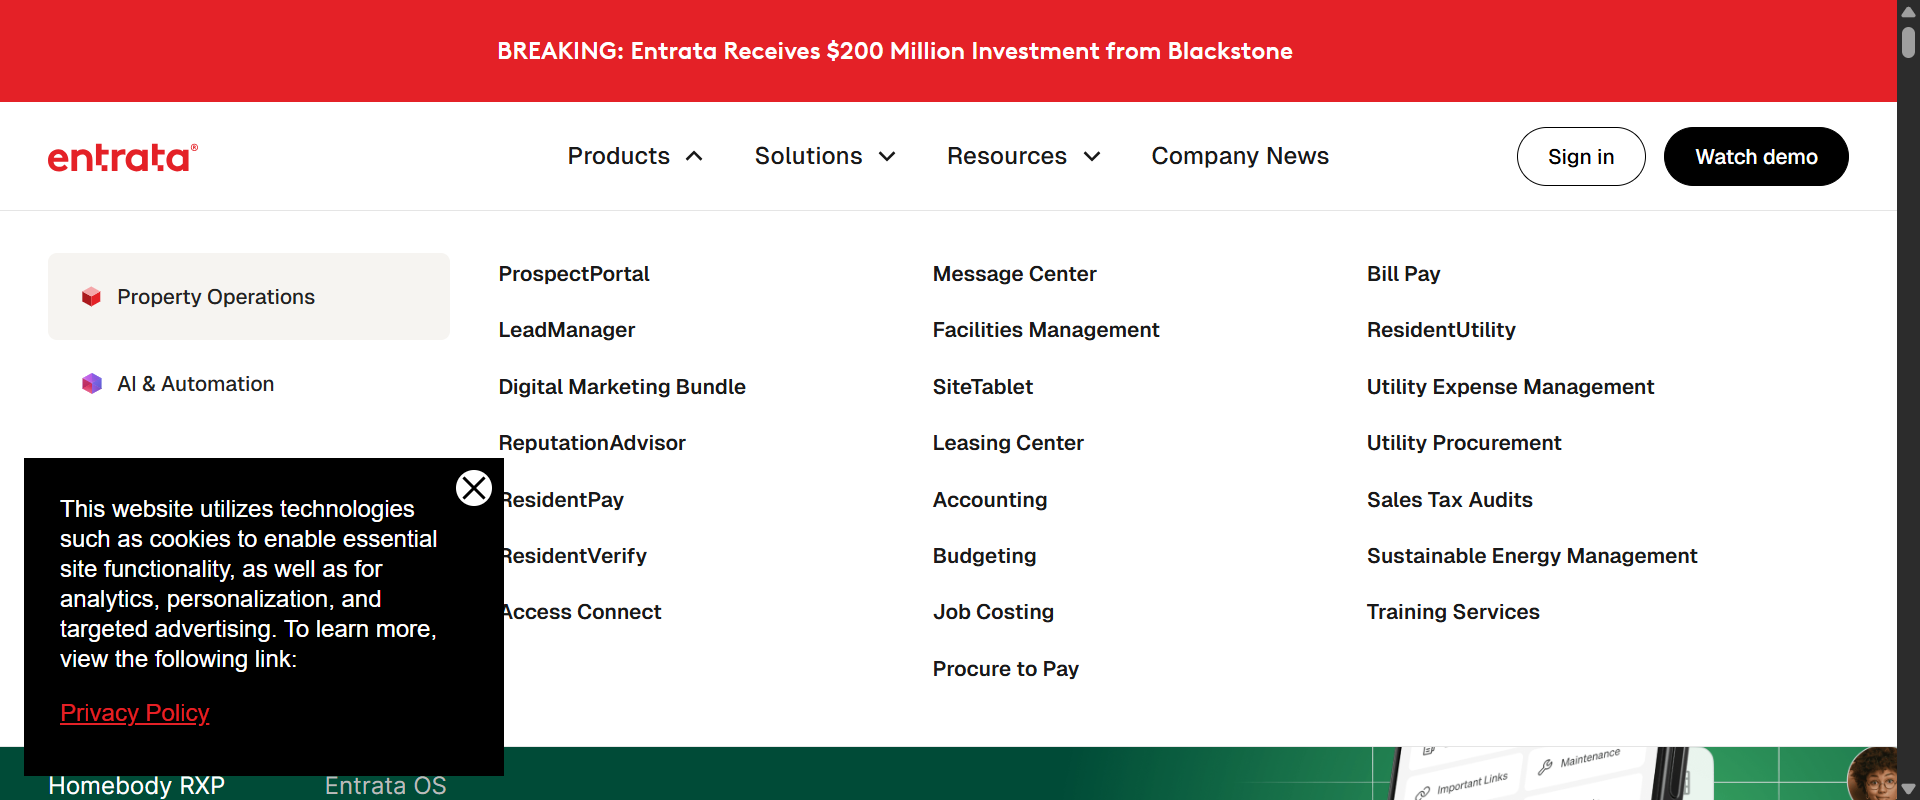 BREAKING: Entrata Receives $200 Million Investment from Blackstone
entrata®
Products
Solutions
Resources
Company News
Sign in
Watch demo
Property Operations
AI & Automation
ProspectPortal
LeadManager
Digital Marketing Bundle
ReputationAdvisor
ResidentPay
ResidentVerify
Access Connect
Message Center
Facilities Management
SiteTablet
Leasing Center
Accounting
Budgeting
Job Costing
Procure to Pay
Bill Pay
ResidentUtility
Utility Expense Management
Utility Procurement
Sales Tax Audits
Sustainable Energy Management
Training Services
This website utilizes technologies
such as cookies to enable essential
site functionality, as well as for
analytics, personalization, and
targeted advertising. To learn more,
view the following link:
Privacy Policy
Homebody RXP
Entrata OS
Important Links
Maintenance